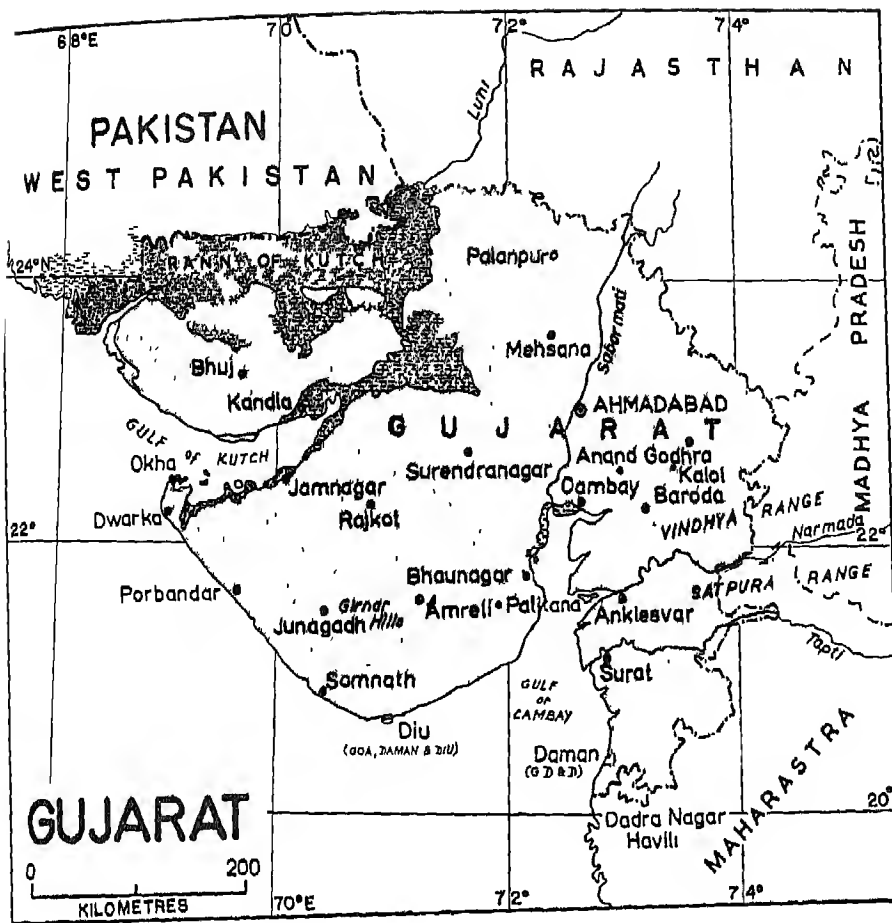 68°E 70 72° 74°
RAJASTHAN
Luni
PAKISTAN
WEST PAKISTAN
24°N
RANN OF KUTCH
Palanpur
PRADESH
Mehsana
Sabarmati
Bhuj
Kandla
AHMADABAD
GUJARAT
GULF OF KUTCH
Okha
Surendranagar
Anand Godhra
Kalol
MADHYA
Jamnagar
Cambay
Baroda
Dwarka
Rajkot
VINDHYA RANGE
22°
Narmada
22°
Bhaunagar
SATPURA RANGE
Porbandar
Amreli
Palitana
Anklesvar
Girnar Hills
Junagadh
Tapti
Somnath
Surat
GULF OF CAMBAY
Diu
(GOA, DAMAN & DIU)
Daman
(G D & D)
MAHARASTRA
20°
GUJARAT
Dadra Nagar
Havili
0 200
KILOMETRES
70°E 72° 74°